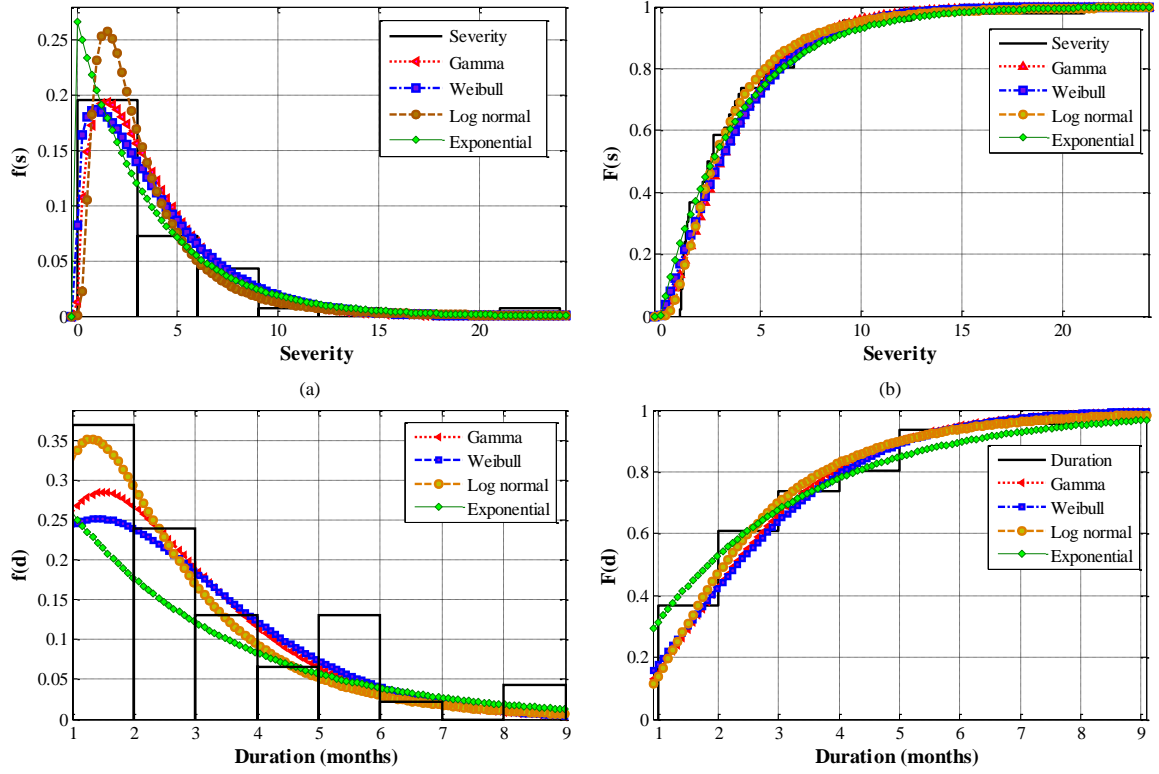 0.25
0.2
0.15
0.1
0.05
0
f(s)
0 5 10 15 20
Severity
Severity
Gamma
Weibull
Log normal
Exponential
(a)
1
0.8
0.6
0.4
0.2
0
F(s)
0 5 10 15 20
Severity
Severity
Gamma
Weibull
Log normal
Exponential
(b)
0.35
0.3
0.25
0.2
0.15
0.1
0.05
0
f(d)
1 2 3 4 5 6 7 8 9
Duration (months)
Gamma
Weibull
Log normal
Exponential
1
0.8
0.6
0.4
0.2
0
F(d)
1 2 3 4 5 6 7 8 9
Duration (months)
Duration
Gamma
Weibull
Log normal
Exponential